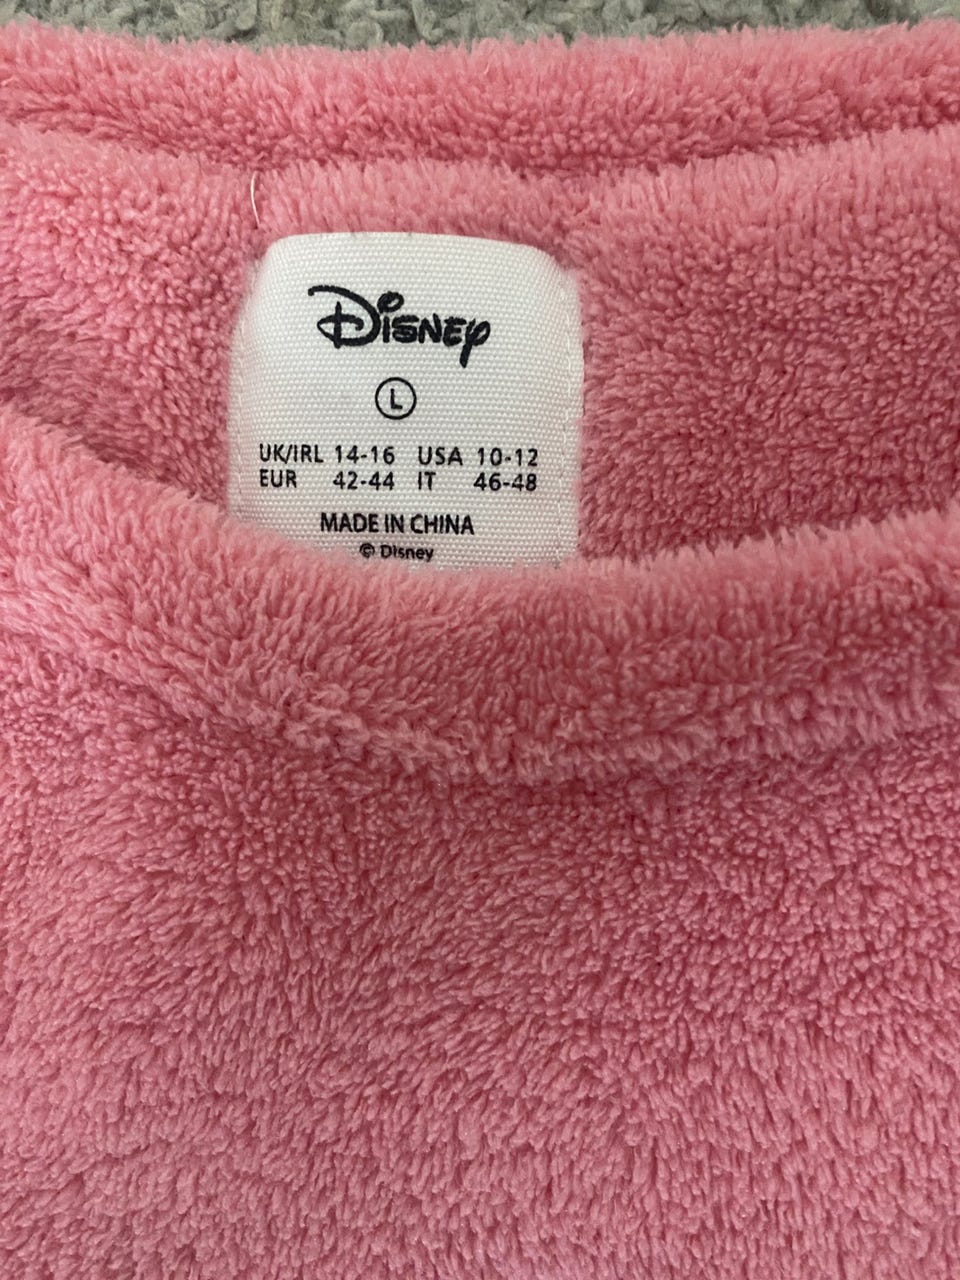 Disney
L
UK/IRL 14-16 USA 10-12
EUR 42-44 IT 46-48
MADE IN CHINA
© Disney